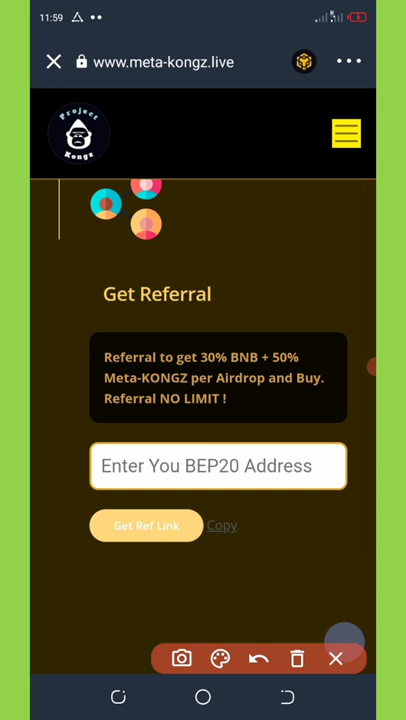 11:59
www.meta-kongz.live
Project
Kongz
Get Referral
Referral to get 30% BNB + 50%
Meta-KONGZ per Airdrop and Buy.
Referral NO LIMIT !
Enter You BEP20 Address
Get Ref Link Copy